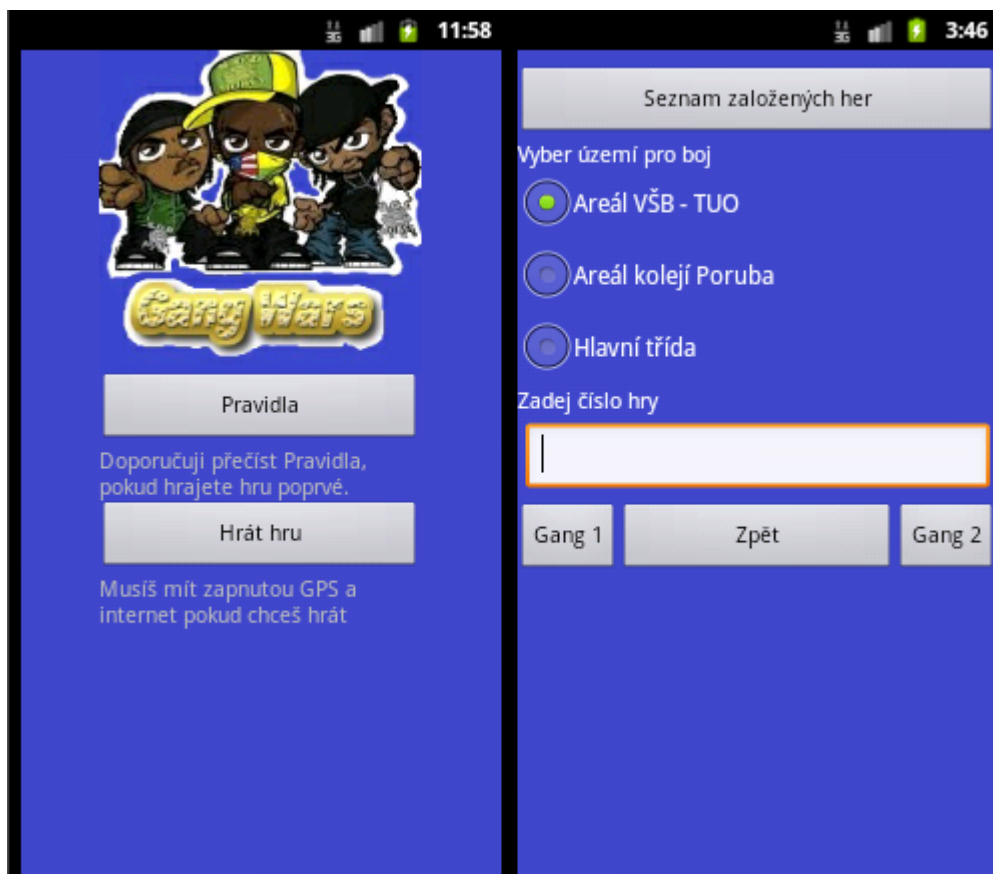 11:58
Gang Wars
Pravidla
Doporučuji přečíst Pravidla,
pokud hrajete hru poprvé.
Hrát hru
Musíš mít zapnutou GPS a
internet pokud chceš hrát
3:46
Seznam založených her
Vyber území pro boj
Areál VŠB - TUO
Areál kolejí Poruba
Hlavní třída
Zadej číslo hry
Gang 1
Zpět
Gang 2